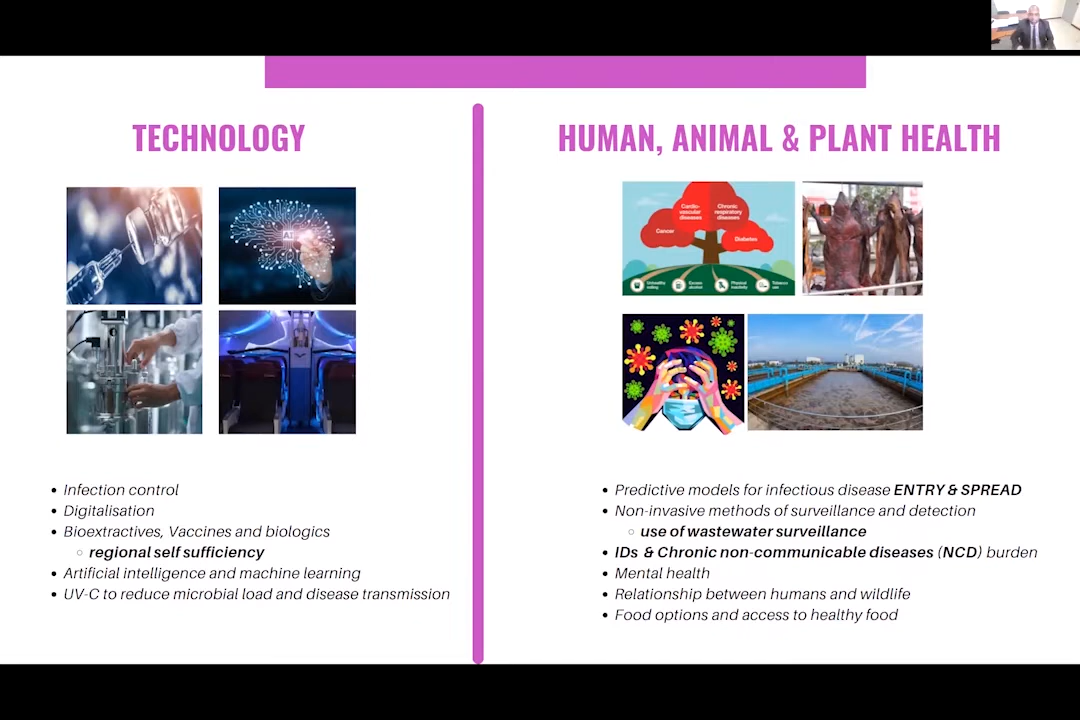 TECHNOLOGY
AI
Infection control
Digitalisation
Bioextractives, Vaccines and biologics
regional self sufficiency
Artificial intelligence and machine learning
UV-C to reduce microbial load and disease transmission
HUMAN, ANIMAL & PLANT HEALTH
Cancer
Cardio-
vascular
diseases
Chronic
respiratory
diseases
Diabetes
Unhealthy
eating
Excess
alcohol
Physical
inactivity
Tobacco
use
Predictive models for infectious disease ENTRY & SPREAD
Non-invasive methods of surveillance and detection
use of wastewater surveillance
IDs & Chronic non-communicable diseases (NCD) burden
Mental health
Relationship between humans and wildlife
Food options and access to healthy food